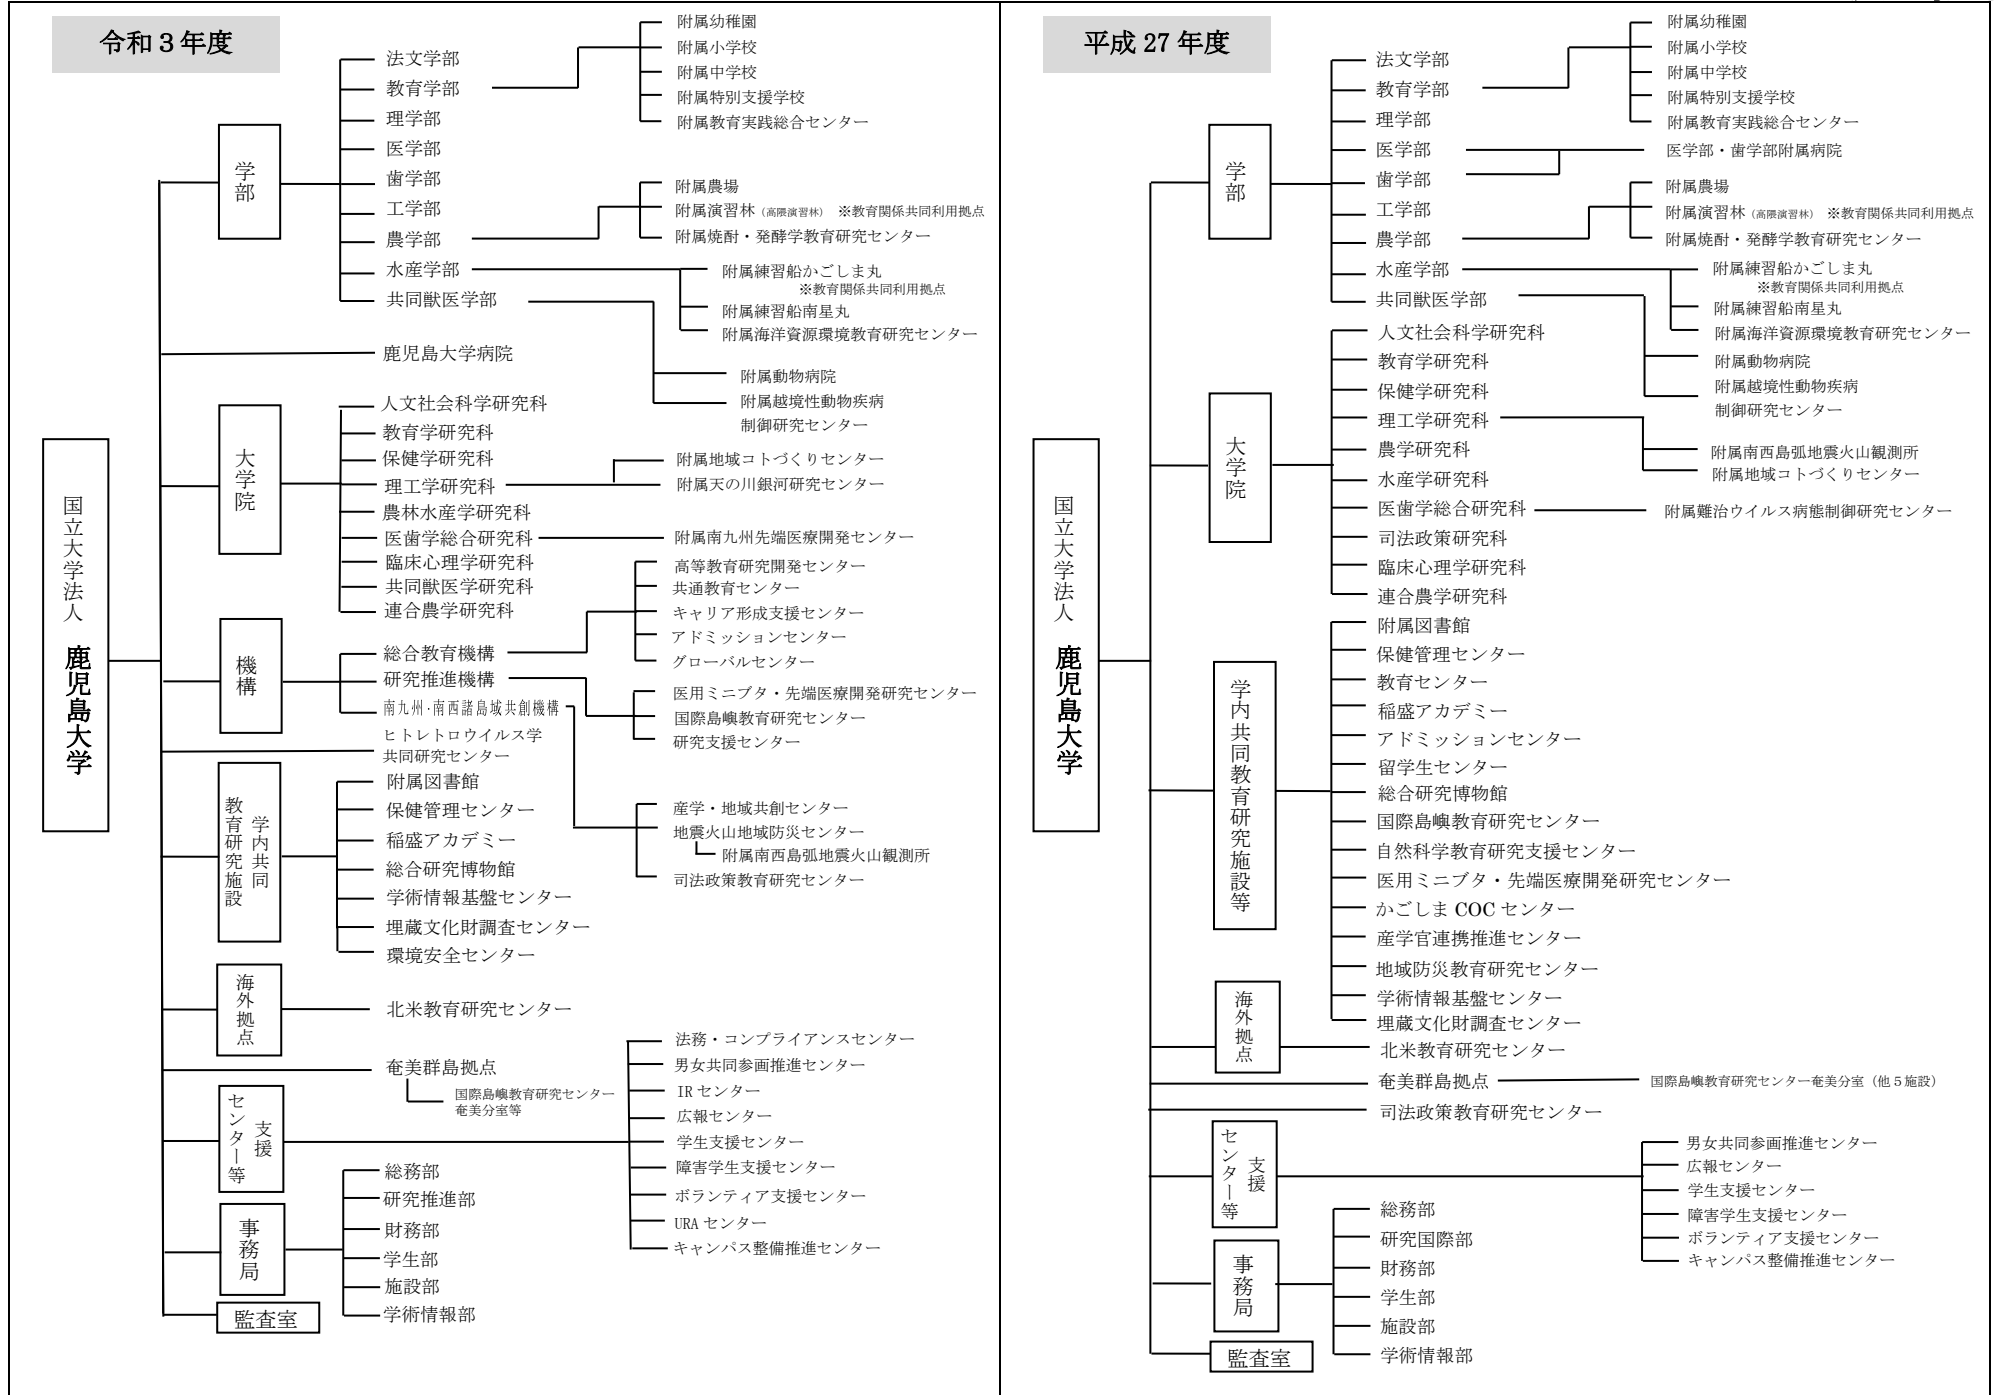 令和３年度
国立大学法人 鹿児島大学
学部
法文学部
教育学部
附属幼稚園
附属小学校
附属中学校
附属特別支援学校
附属教育実践総合センター
理学部
医学部
歯学部
工学部
農学部
附属農場
附属演習林（高隈演習林） ※教育関係共同利用拠点
附属焼酎・発酵学教育研究センター
水産学部
附属練習船かごしま丸
※教育関係共同利用拠点
附属練習船南星丸
附属海洋資源環境教育研究センター
共同獣医学部
附属動物病院
附属越境性動物疾病
制御研究センター
鹿児島大学病院
大学院
人文社会科学研究科
教育学研究科
保健学研究科
理工学研究科
附属地域コトづくりセンター
附属天の川銀河研究センター
農林水産学研究科
医歯学総合研究科
附属南九州先端医療開発センター
臨床心理学研究科
共同獣医学研究科
連合農学研究科
機構
総合教育機構
高等教育研究開発センター
共通教育センター
キャリア形成支援センター
アドミッションセンター
グローバルセンター
研究推進機構
医用ミニブタ・先端医療開発研究センター
国際島嶼教育研究センター
研究支援センター
南九州・南西諸島域共創機構
産学・地域共創センター
地震火山地域防災センター
附属南西島弧地震火山観測所
司法政策教育研究センター
ヒトレトロウイルス学
共同研究センター
学内共同
教育研究施設
附属図書館
保健管理センター
稲盛アカデミー
総合研究博物館
学術情報基盤センター
埋蔵文化財調査センター
環境安全センター
海外拠点
北米教育研究センター
奄美群島拠点
国際島嶼教育研究センター
奄美分室等
支援
センター等
法務・コンプライアンスセンター
男女共同参画推進センター
IR センター
広報センター
学生支援センター
障害学生支援センター
ボランティア支援センター
URA センター
キャンパス整備推進センター
事務局
総務部
研究推進部
財務部
学生部
施設部
学術情報部
監査室
平成 27 年度
国立大学法人 鹿児島大学
学部
法文学部
教育学部
附属幼稚園
附属小学校
附属中学校
附属特別支援学校
附属教育実践総合センター
理学部
医学部
医学部・歯学部附属病院
歯学部
工学部
農学部
附属農場
附属演習林（高隈演習林） ※教育関係共同利用拠点
附属焼酎・発酵学教育研究センター
水産学部
附属練習船かごしま丸
※教育関係共同利用拠点
附属練習船南星丸
附属海洋資源環境教育研究センター
共同獣医学部
附属動物病院
附属越境性動物疾病
制御研究センター
大学院
人文社会科学研究科
教育学研究科
保健学研究科
理工学研究科
附属南西島弧地震火山観測所
附属地域コトづくりセンター
農学研究科
水産学研究科
医歯学総合研究科
附属難治ウイルス病態制御研究センター
司法政策研究科
臨床心理学研究科
連合農学研究科
学内共同教育研究施設等
附属図書館
保健管理センター
教育センター
稲盛アカデミー
アドミッションセンター
留学生センター
総合研究博物館
国際島嶼教育研究センター
自然科学教育研究支援センター
医用ミニブタ・先端医療開発研究センター
かごしま COC センター
産学官連携推進センター
地域防災教育研究センター
学術情報基盤センター
埋蔵文化財調査センター
海外拠点
北米教育研究センター
奄美群島拠点
国際島嶼教育研究センター奄美分室（他５施設）
司法政策教育研究センター
支援
センター等
男女共同参画推進センター
広報センター
学生支援センター
障害学生支援センター
ボランティア支援センター
キャンパス整備推進センター
事務局
総務部
研究国際部
財務部
学生部
施設部
学術情報部
監査室